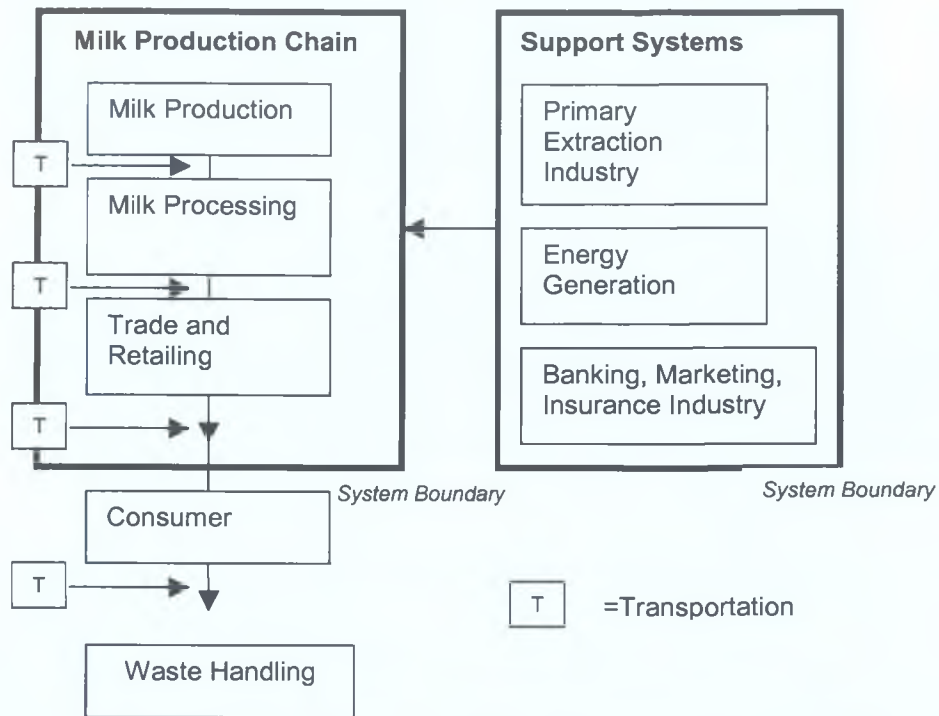 Milk Production Chain
Milk Production
T
Milk Processing
T
Trade and
Retailing
T
System Boundary
Consumer
T
Waste Handling
Support Systems
Primary
Extraction
Industry
Energy
Generation
Banking, Marketing,
Insurance Industry
System Boundary
T =Transportation